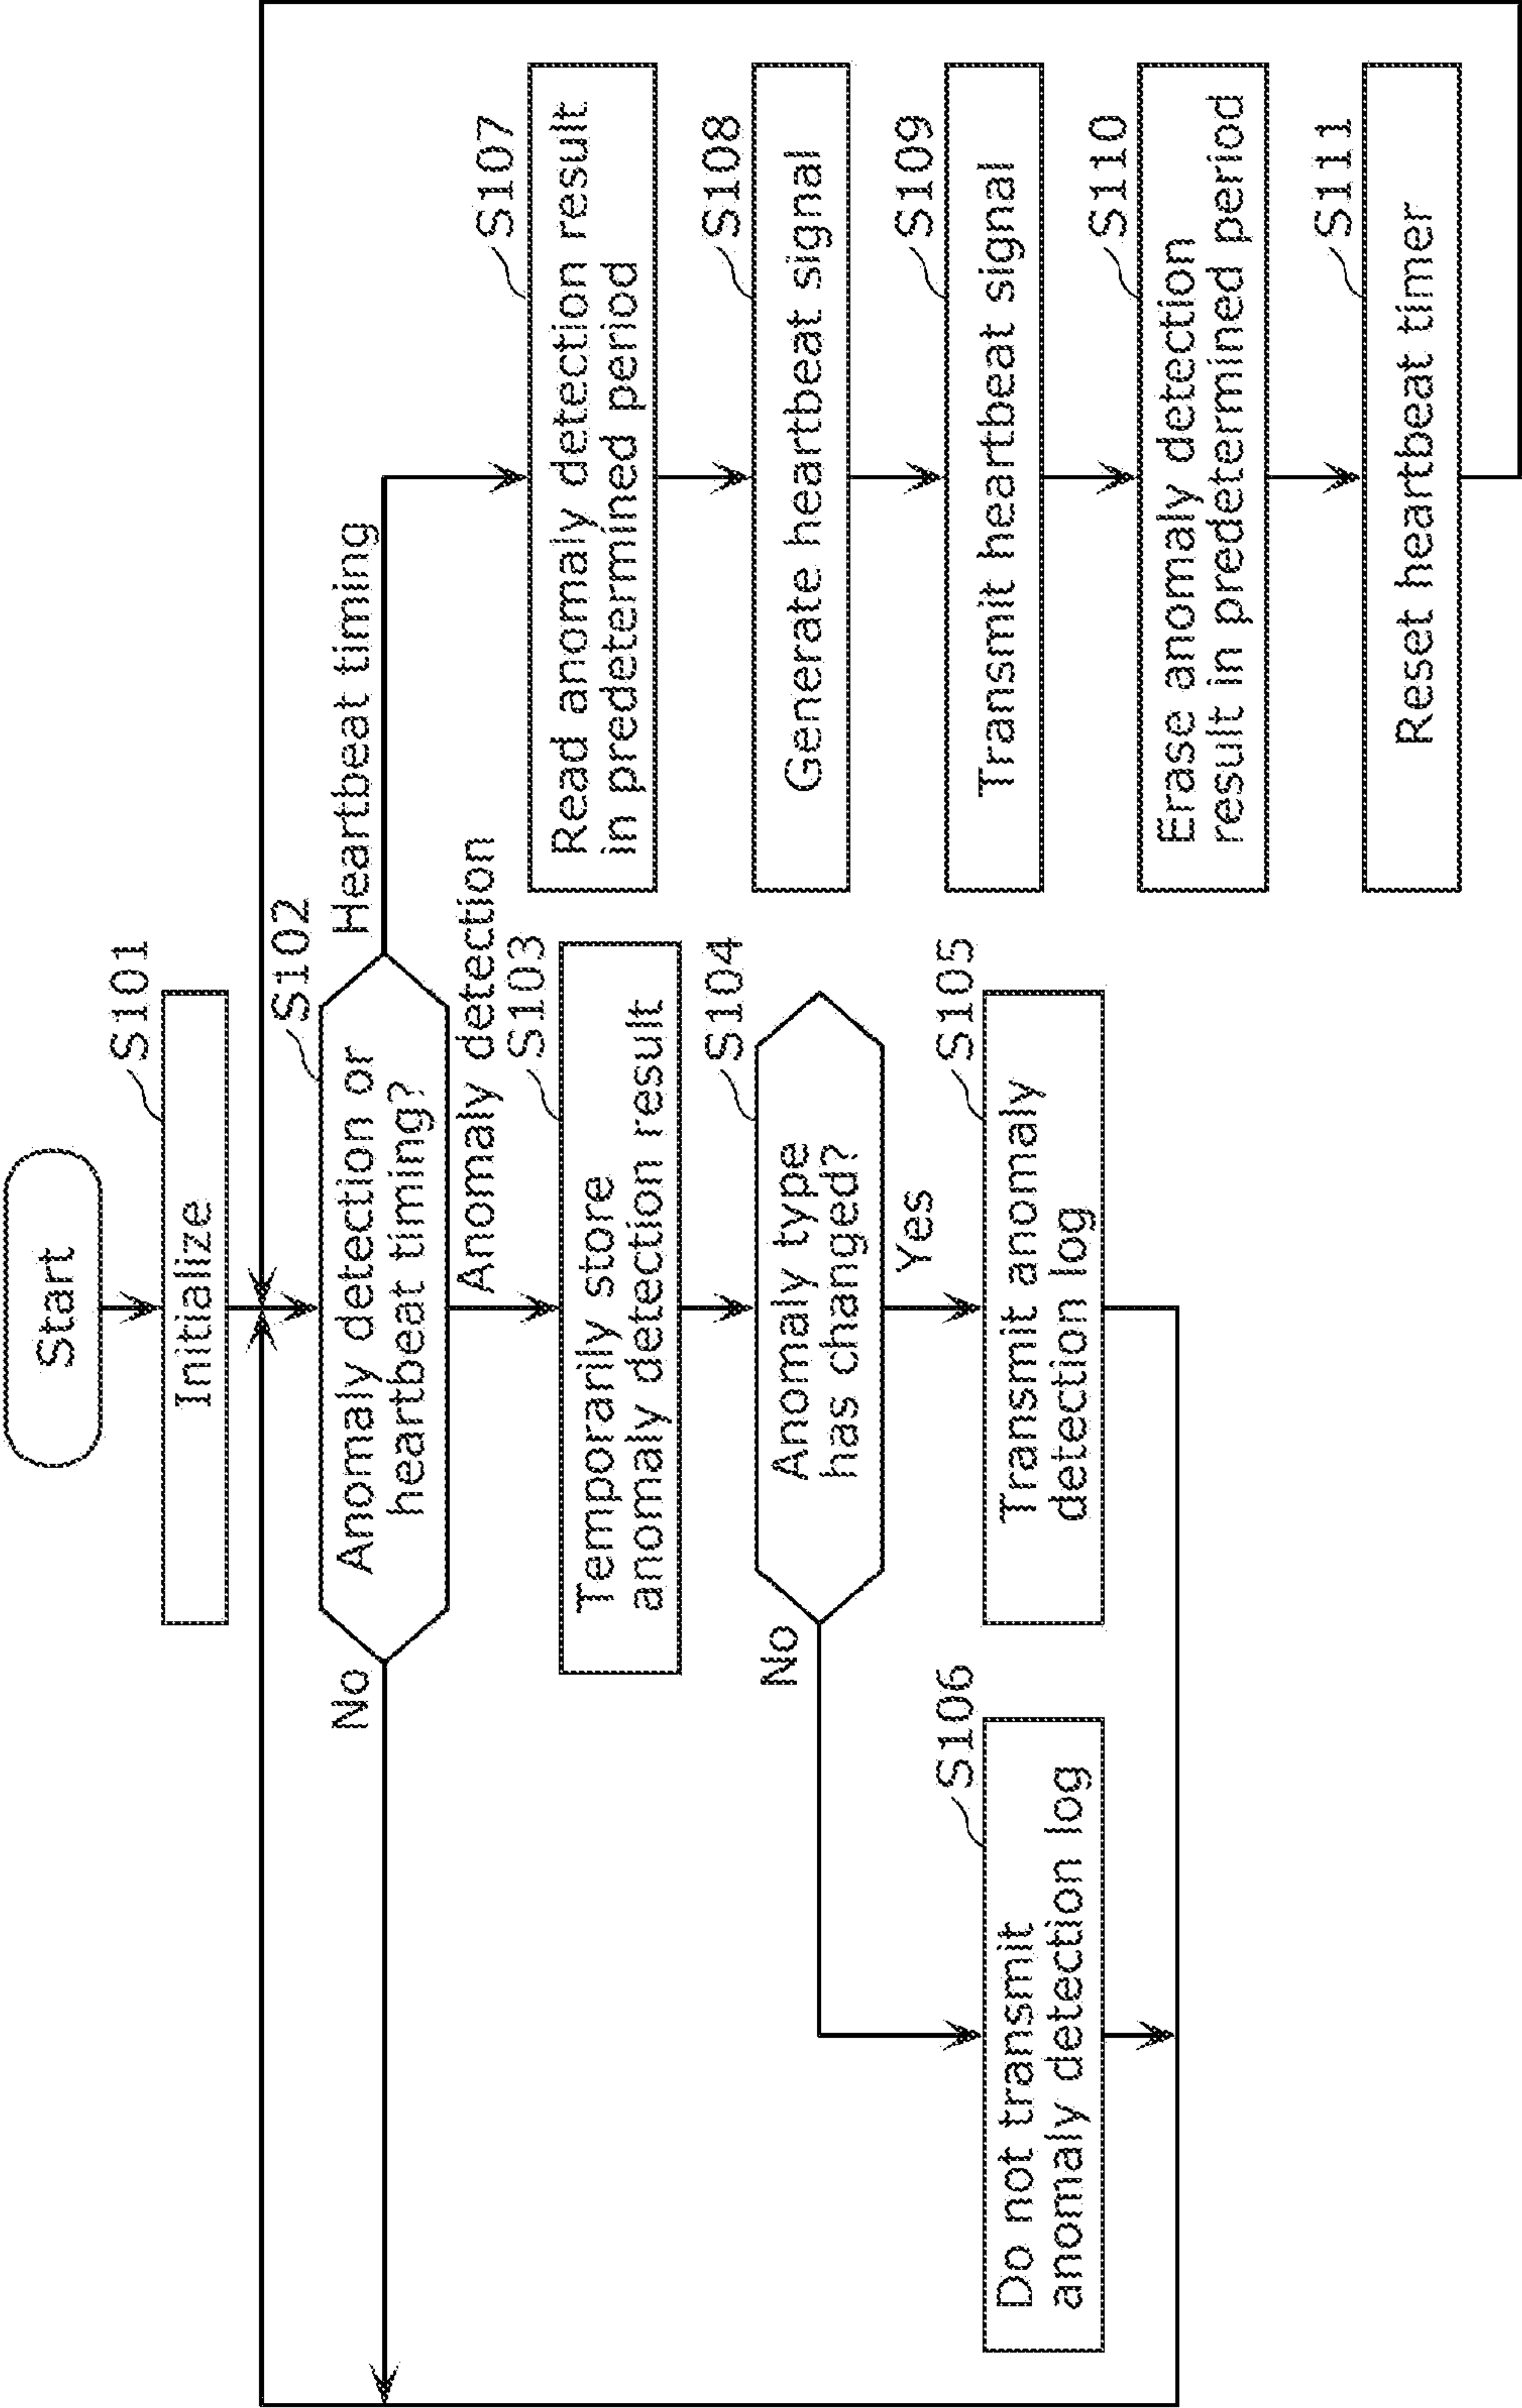 Start
S101
Initialize
S102
Anomaly detection or
heartbeat timing?
No
Heartbeat timing
Anomaly detection
S103
Temporarily store
anomaly detection result
S104
Anomaly type
has changed?
No
Yes
S105
Transmit anomaly
detection log
S106
Do not transmit
anomaly detection log
S107
Read anomaly detection result
in predetermined period
S108
Generate heartbeat signal
S109
Transmit heartbeat signal
S110
Erase anomaly detection
result in predetermined period
S111
Reset heartbeat timer